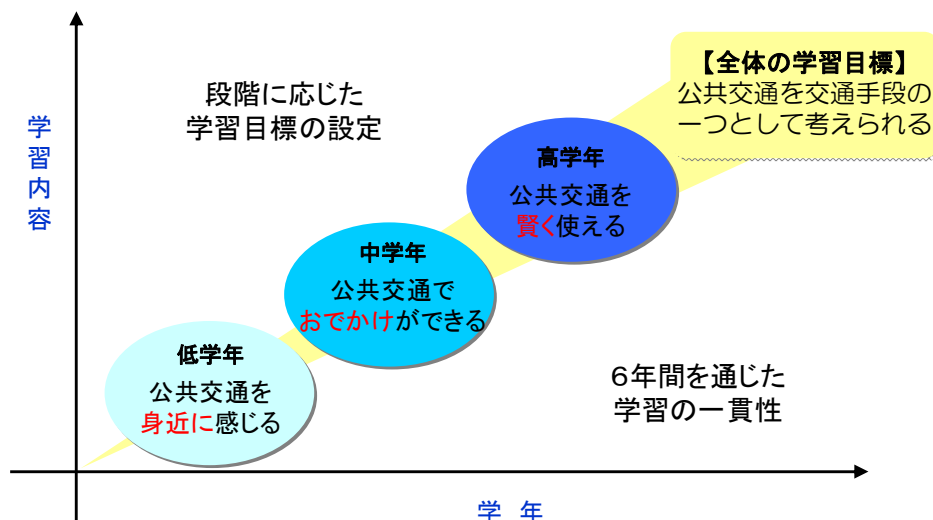 【全体の学習目標】
公共交通を交通手段の
一つとして考えられる
段階に応じた
学習目標の設定
学習内容
高学年
公共交通を
賢く使える
中学年
公共交通で
おでかけができる
低学年
公共交通を
身近に感じる
6年間を通じた
学習の一貫性
学 年